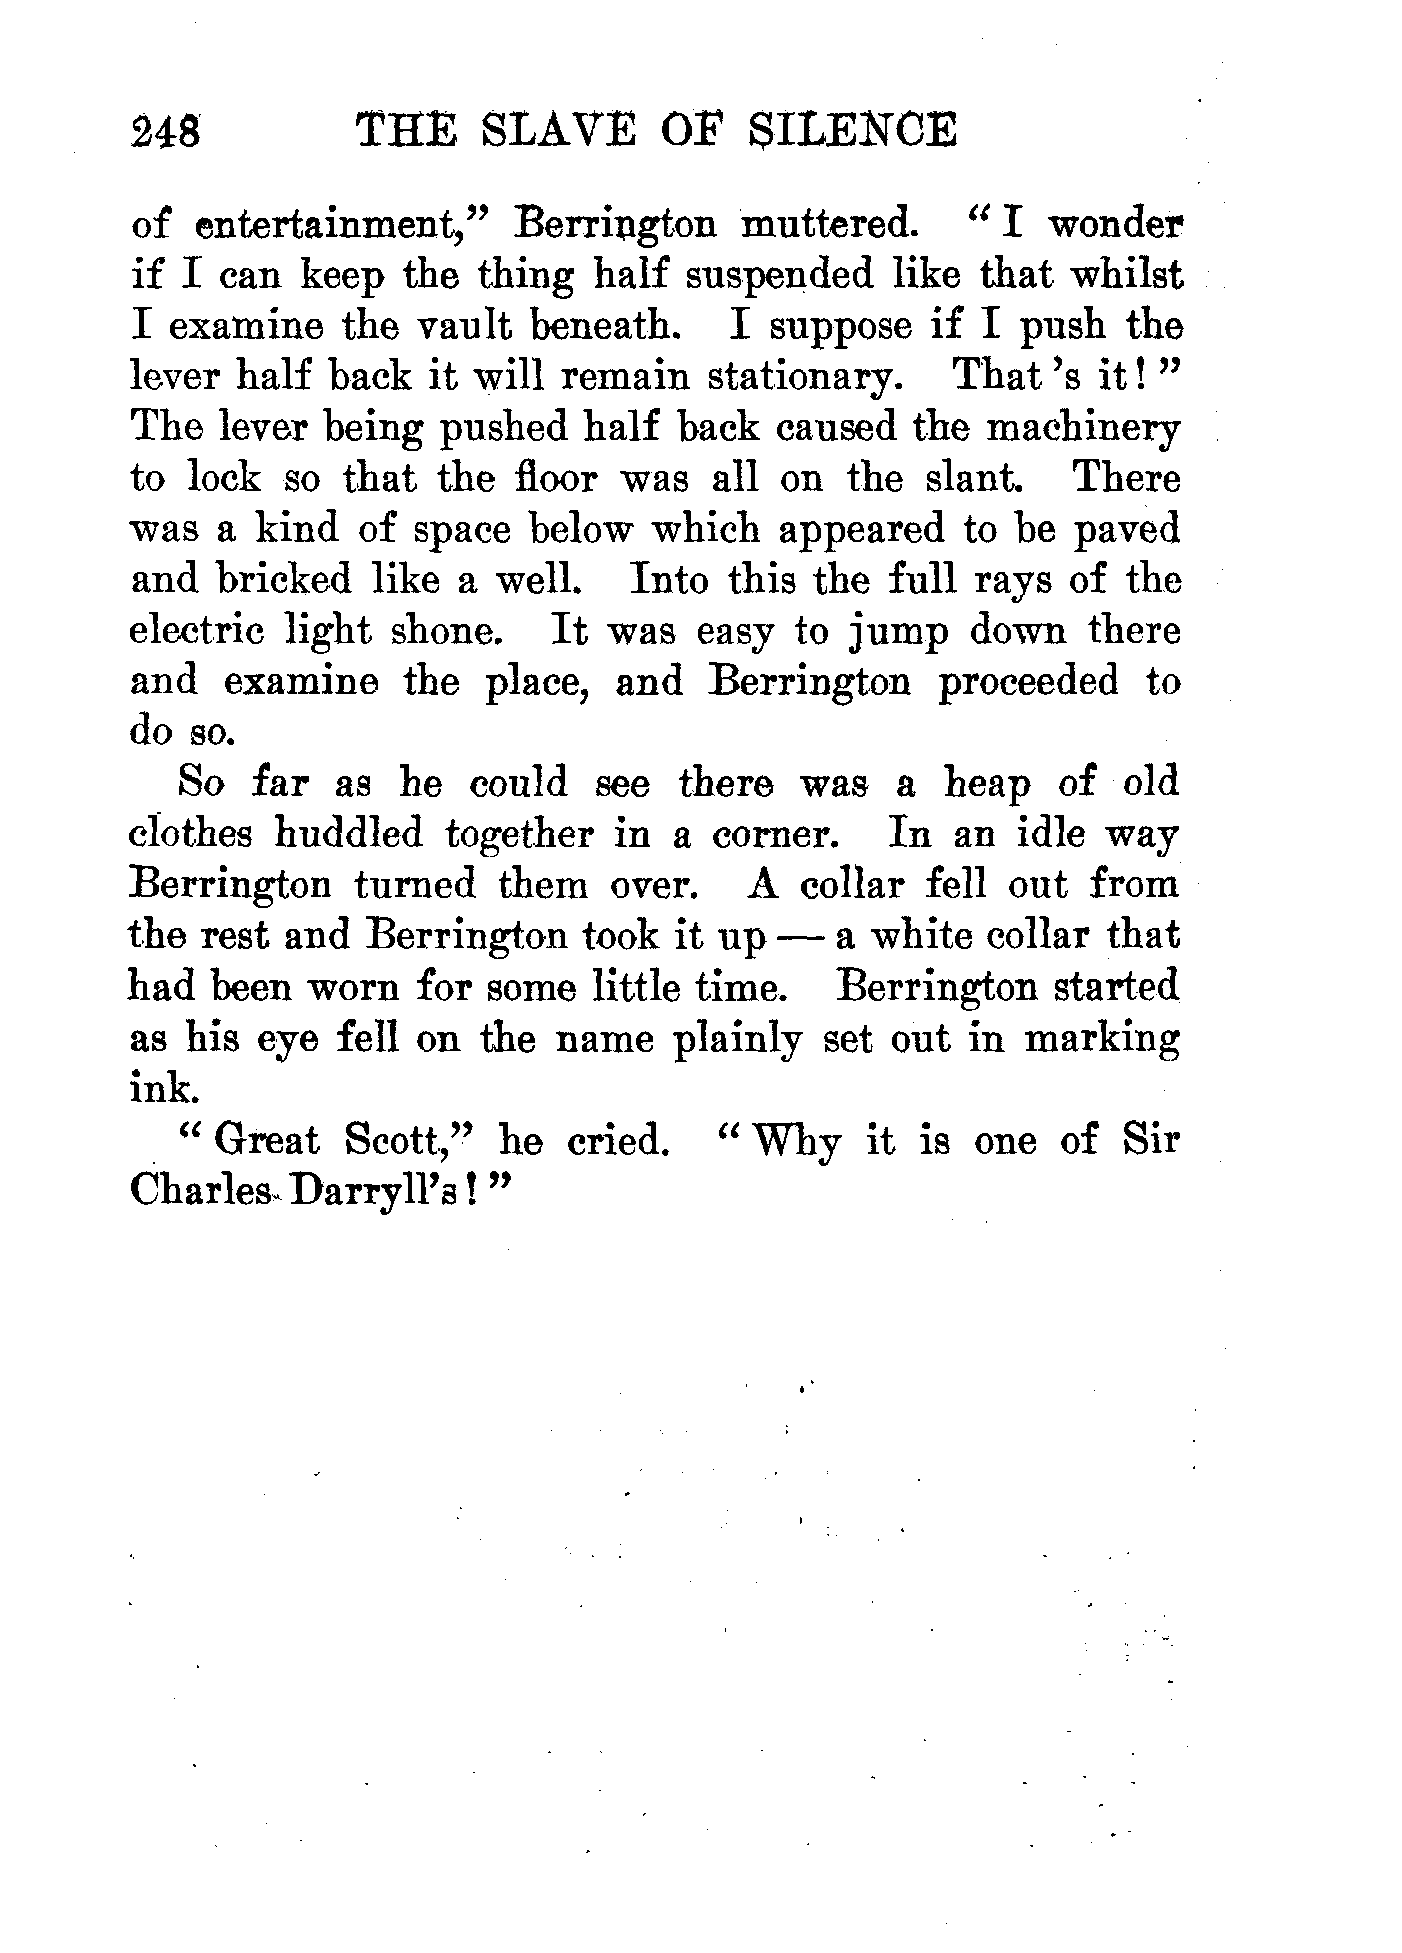 248 THE SLAVE OF SILENCE
of entertainment,” Berrington muttered. “ I wonder
if I can keep the thing half suspended like that whilst
I examine the vault beneath. I suppose if I push the
lever half back it will remain stationary. That ’s it! ”
The lever being pushed half back caused the machinery
to lock so that the floor was all on the slant. There
was a kind of space below which appeared to be paved
and bricked like a well. Into this the full rays of the
electric light shone. It was easy to jump down there
and examine the place, and Berrington proceeded to
do so.
So far as he could see there was a heap of old
clothes huddled together in a corner. In an idle way
Berrington turned them over. A collar fell out from
the rest and Berrington took it up — a white collar that
had been worn for some little time. Berrington started
as his eye fell on the name plainly set out in marking
ink.
“ Great Scott,” he cried. “ Why it is one of Sir
Charles Darryll’s! ”